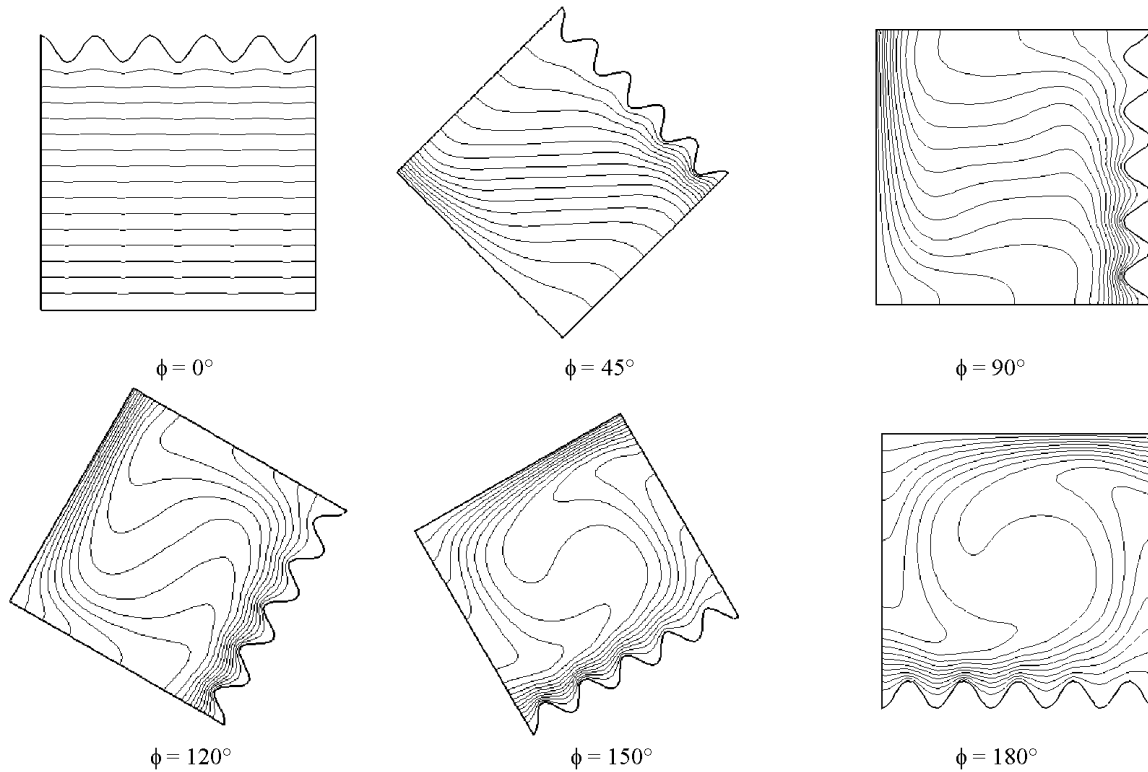 ϕ = 0°
ϕ = 45°
ϕ = 90°
ϕ = 120°
ϕ = 150°
ϕ = 180°